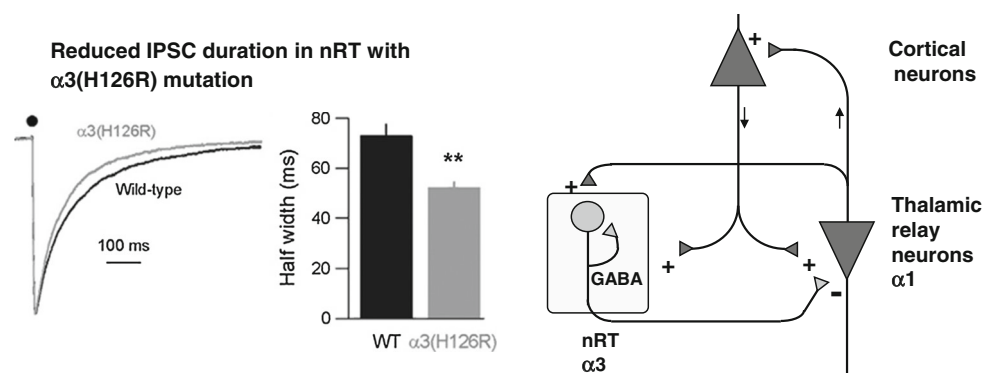 Reduced IPSC duration in nRT with
α3(H126R) mutation
α3(H126R)
Wild-type
100 ms
Half width (ms)
80
60
40
20
0
**
WT α3(H126R)
+
Cortical
neurons
+
GABA
+
+
-
Thalamic
relay
neurons
α1
nRT
α3